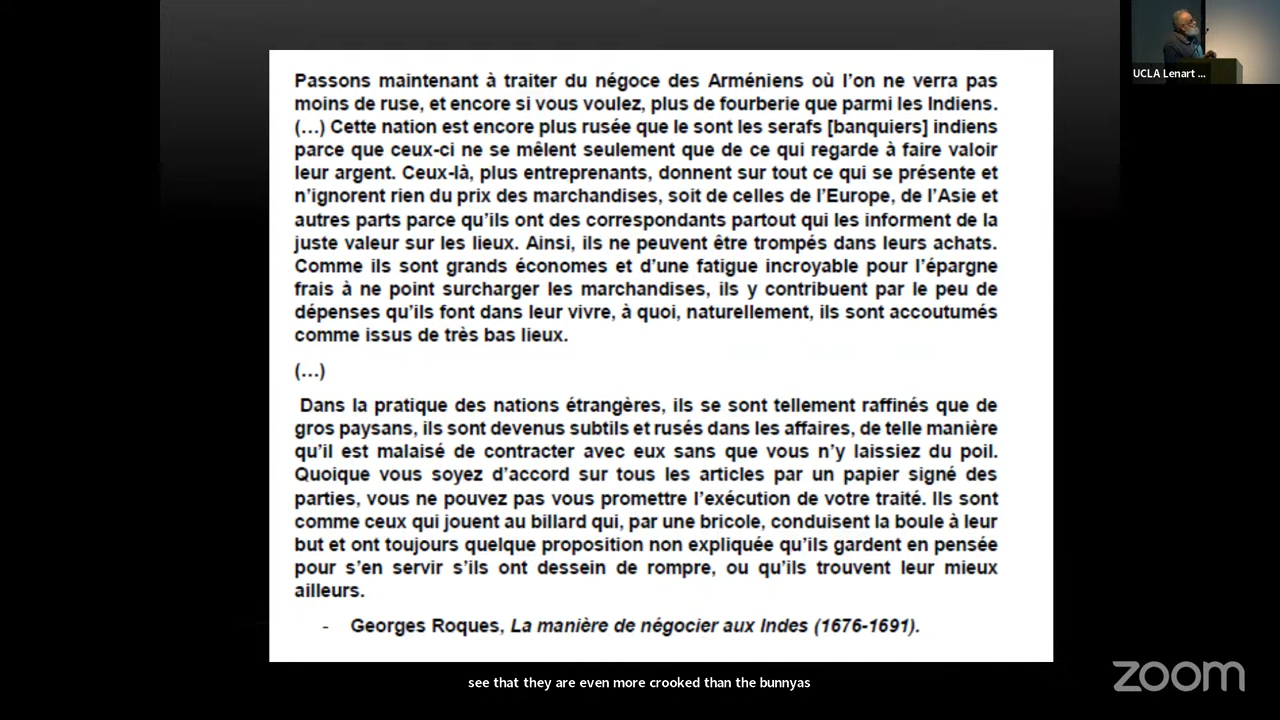 UCLA Lenart ...
Passons maintenant à traiter du négoce des Arméniens où l’on ne verra pas
moins de ruse, et encore si vous voulez, plus de fourberie que parmi les Indiens.
(…) Cette nation est encore plus rusée que le sont les serafs [banquiers] indiens
parce que ceux-ci ne se mêlent seulement que de ce qui regarde à faire valoir
leur argent. Ceux-là, plus entreprenants, donnent sur tout ce qui se présente et
n’ignorent rien du prix des marchandises, soit de celles de l’Europe, de l’Asie et
autres parts parce qu’ils ont des correspondants partout qui les informent de la
juste valeur sur les lieux. Ainsi, ils ne peuvent être trompés dans leurs achats.
Comme ils sont grands économes et d’une fatigue incroyable pour l’épargne
frais à ne point surcharger les marchandises, ils y contribuent par le peu de
dépenses qu’ils font dans leur vivre, à quoi, naturellement, ils sont accoutumés
comme issus de très bas lieux.
(…)
Dans la pratique des nations étrangères, ils se sont tellement raffinés que de
gros paysans, ils sont devenus subtils et rusés dans les affaires, de telle manière
qu’il est malaisé de contracter avec eux sans que vous n’y laissiez du poil.
Quoique vous soyez d’accord sur tous les articles par un papier signé des
parties, vous ne pouvez pas vous promettre l’exécution de votre traité. Ils sont
comme ceux qui jouent au billard qui, par une bricole, conduisent la boule à leur
but et ont toujours quelque proposition non expliquée qu’ils gardent en pensée
pour s’en servir s’ils ont dessein de rompre, ou qu’ils trouvent leur mieux
ailleurs.
- Georges Roques, La manière de négocier aux Indes (1676-1691).
see that they are even more crooked than the bunnyas
zoom